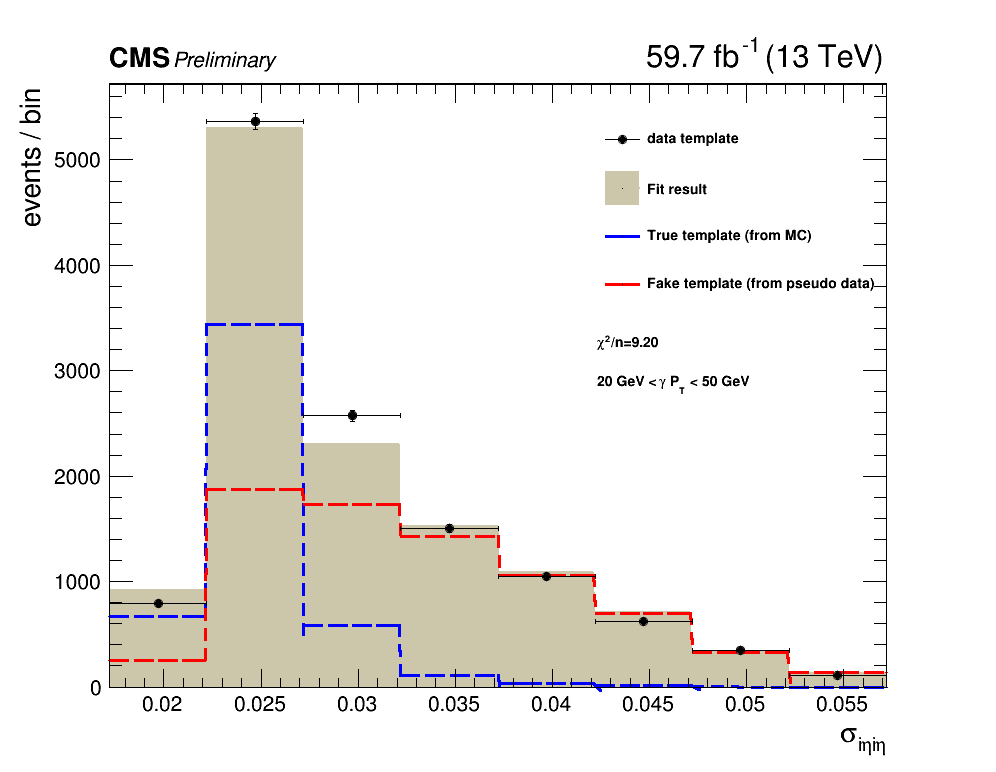 CMS Preliminary 59.7 fb⁻¹ (13 TeV)
events / bin
5000
4000
3000
2000
1000
0
data template
Fit result
True template (from MC)
Fake template (from pseudo data)
χ²/n=9.20
20 GeV < γ P_T < 50 GeV
0.02 0.025 0.03 0.035 0.04 0.045 0.05 0.055
σ_iηiη